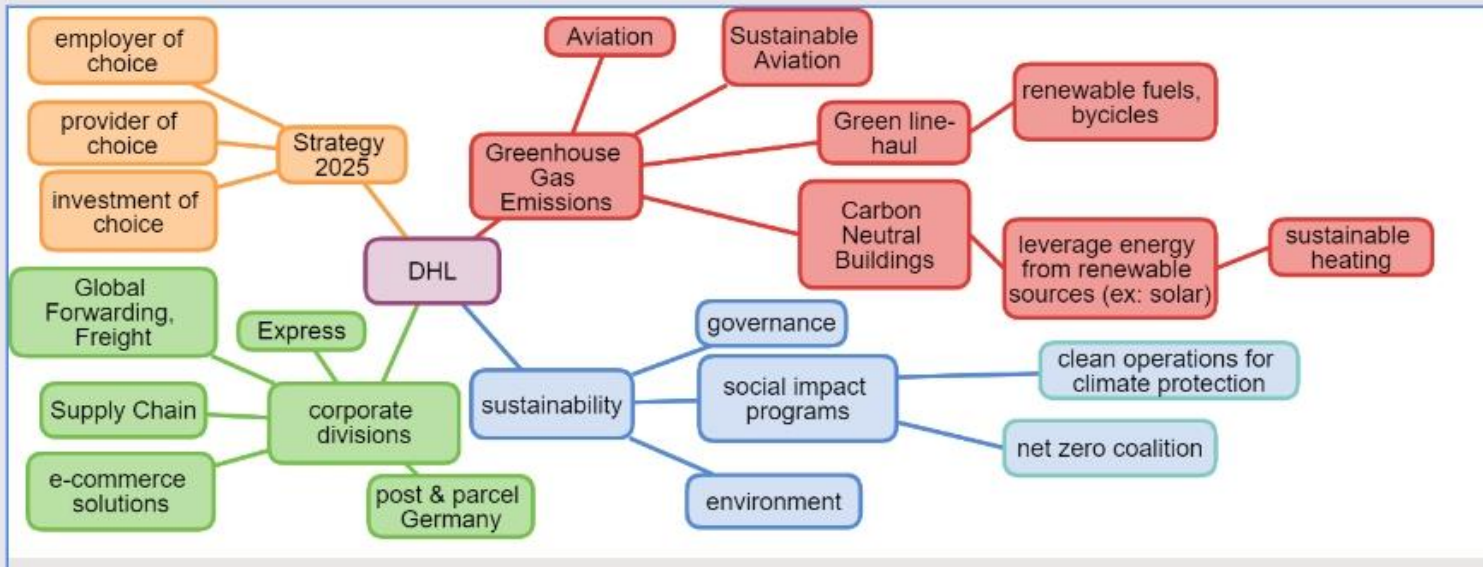 employer of
choice
provider of
choice
investment of
choice
Strategy
2025
Aviation
Sustainable
Aviation
Greenhouse
Gas
Emissions
Green line-
haul
renewable fuels,
bycicles
Carbon
Neutral
Buildings
leverage energy
from renewable
sources (ex: solar)
sustainable
heating
DHL
Global
Forwarding,
Freight
Express
Supply Chain
corporate
divisions
e-commerce
solutions
post & parcel
Germany
sustainability
governance
social impact
programs
environment
clean operations for
climate protection
net zero coalition